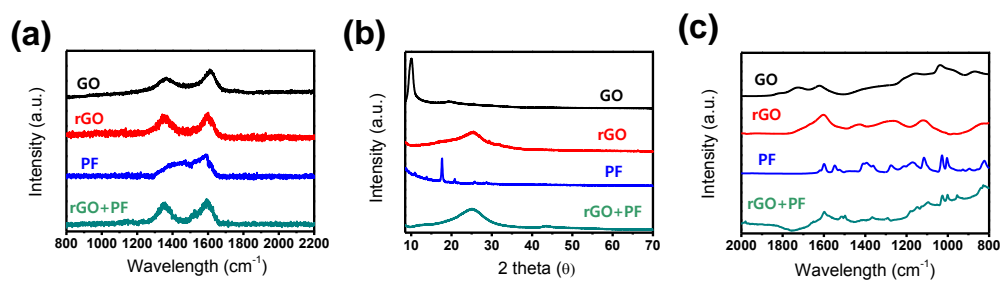 (a)
GO
rGO
PF
rGO+PF
Intensity (a.u.)
800 1000 1200 1400 1600 1800 2000 2200
Wavelength (cm-1)
(b)
GO
rGO
PF
rGO+PF
Intensity (a.u.)
10 20 30 40 50 60 70
2 theta (θ)
(c)
GO
rGO
PF
rGO+PF
Intensity (a.u.)
2000 1800 1600 1400 1200 1000 800
Wavelength (cm-1)